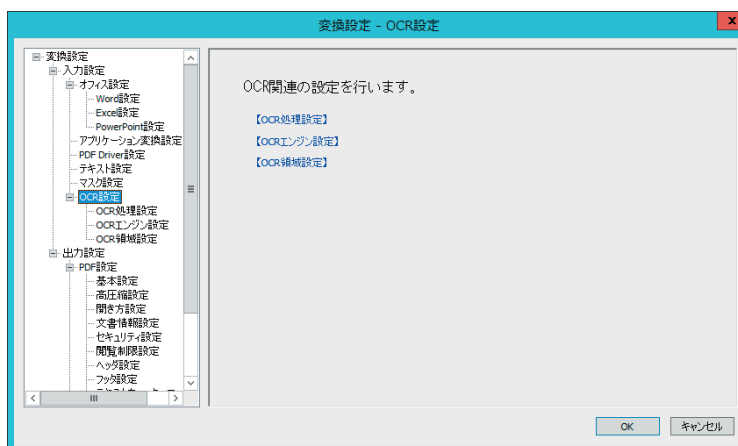 変換設定 - OCR設定
x
変換設定
入力設定
オフィス設定
Word設定
Excel設定
PowerPoint設定
アプリケーション変換設定
PDF Driver設定
テキスト設定
マスク設定
OCR設定
OCR処理設定
OCRエンジン設定
OCR領域設定
出力設定
PDF設定
基本設定
高圧縮設定
開き方設定
文書情報設定
セキュリティ設定
閲覧制限設定
ヘッダ設定
フッタ設定
OCR関連の設定を行います。
【OCR処理設定】
【OCRエンジン設定】
【OCR領域設定】
OK
キャンセル